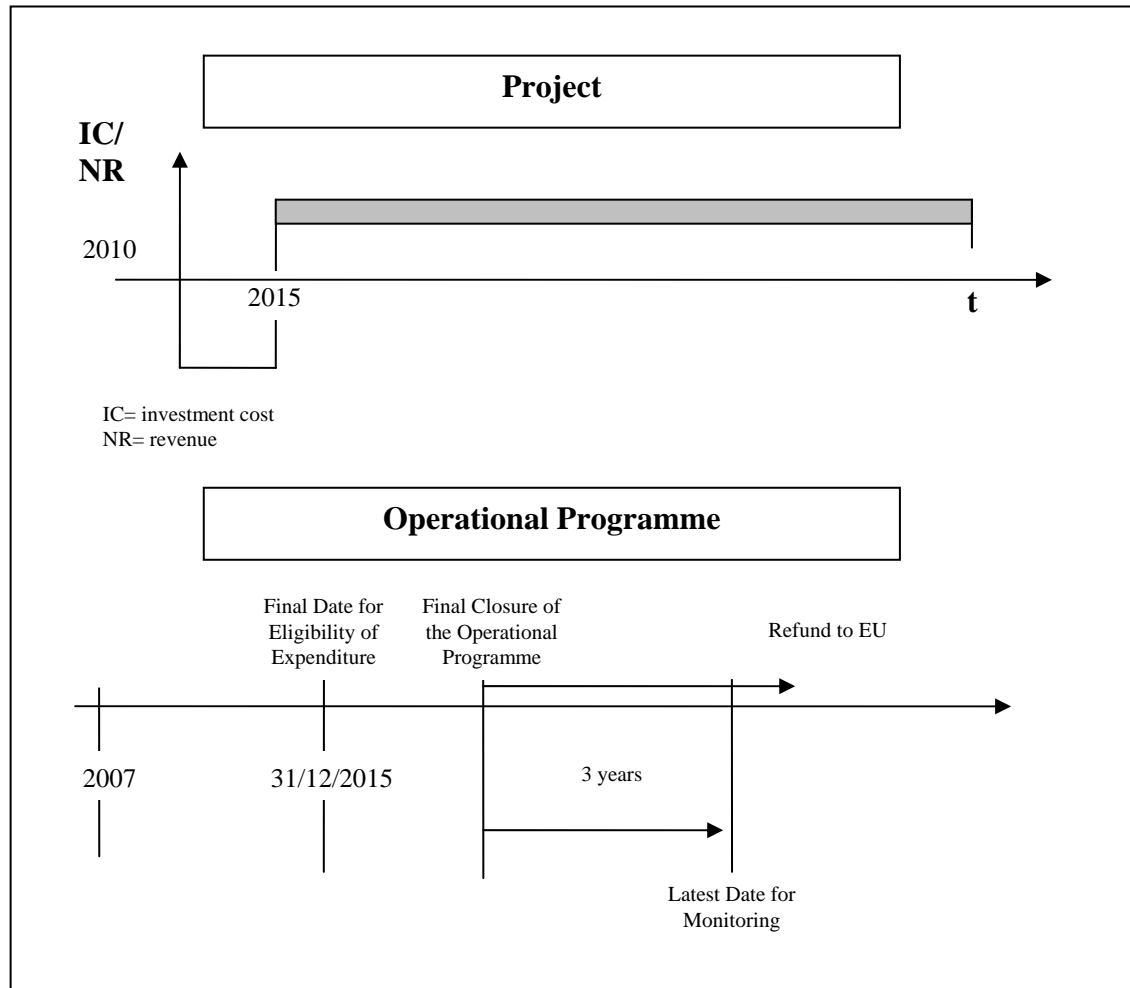 Project
IC/
NR
2010
2015
t
IC= investment cost
NR= revenue
Operational Programme
Final Date for
Eligibility of
Expenditure
Final Closure of
the Operational
Programme
Refund to EU
2007
31/12/2015
3 years
Latest Date for
Monitoring